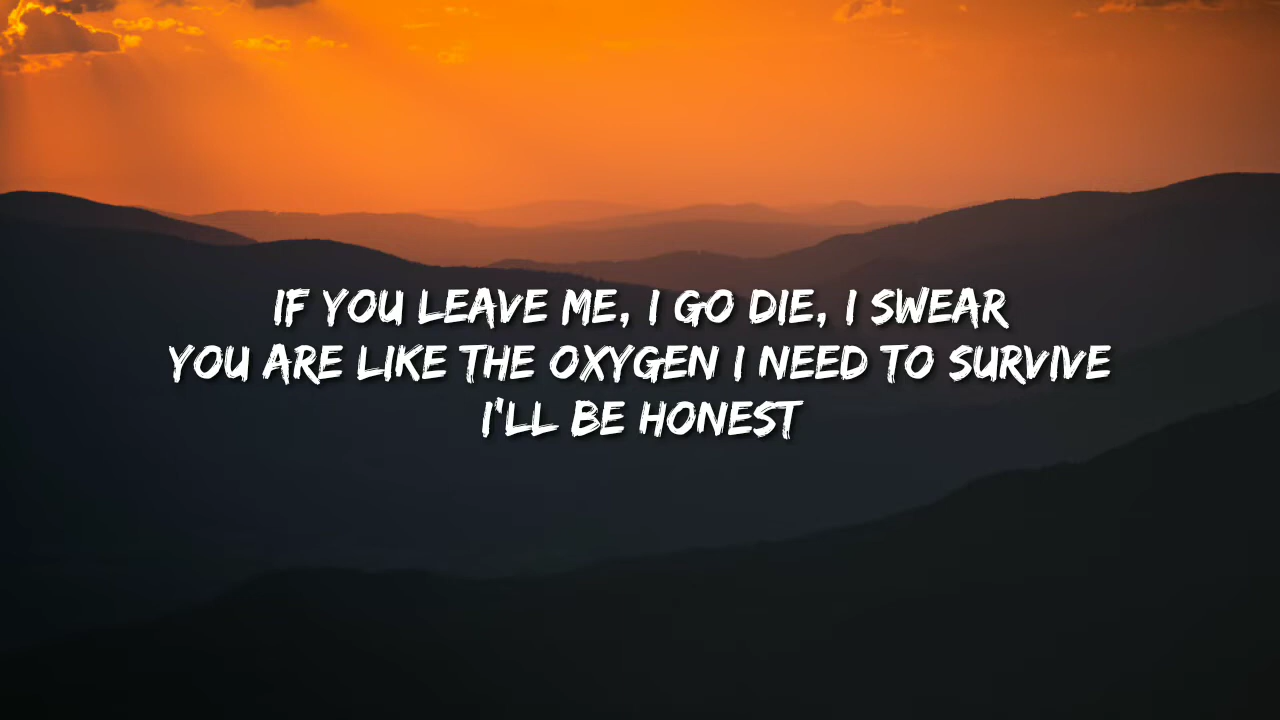 IF YOU LEAVE ME, I GO DIE, I SWEAR
YOU ARE LIKE THE OXYGEN I NEED TO SURVIVE
I'LL BE HONEST